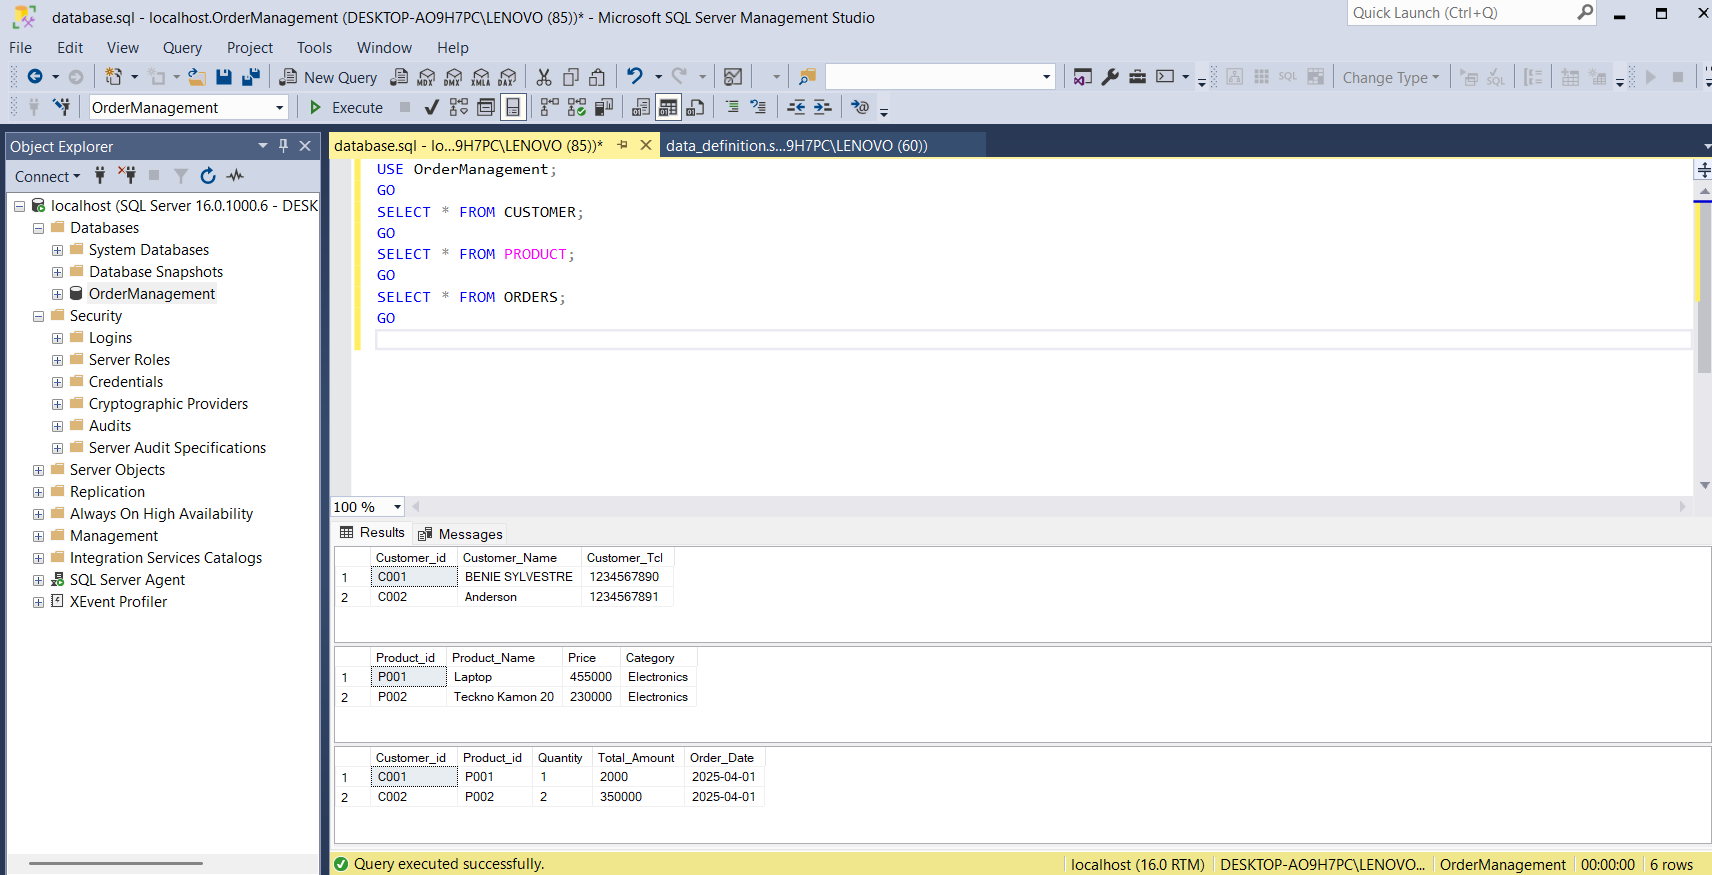 database.sql - localhost.OrderManagement (DESKTOP-AO9H7PC\LENOVO (85))* - Microsoft SQL Server Management Studio
Quick Launch (Ctrl+Q)
File Edit View Query Project Tools Window Help
New Query MDX DMX XMLA DAX SQL Change Type SQL
OrderManagement Execute
Object Explorer
Connect
localhost (SQL Server 16.0.1000.6 - DESK
Databases
System Databases
Database Snapshots
OrderManagement
Security
Logins
Server Roles
Credentials
Cryptographic Providers
Audits
Server Audit Specifications
Server Objects
Replication
Always On High Availability
Management
Integration Services Catalogs
SQL Server Agent
XEvent Profiler
database.sql - lo...9H7PC\LENOVO (85))* data_definition.s...9H7PC\LENOVO (60))
USE OrderManagement;
GO
SELECT * FROM CUSTOMER;
GO
SELECT * FROM PRODUCT;
GO
SELECT * FROM ORDERS;
GO
100 %
Results Messages
Customer_id Customer_Name Customer_Tcl
1 C001 BENIE SYLVESTRE 1234567890
2 C002 Anderson 1234567891
Product_id Product_Name Price Category
1 P001 Laptop 455000 Electronics
2 P002 Teckno Kamon 20 230000 Electronics
Customer_id Product_id Quantity Total_Amount Order_Date
1 C001 P001 1 2000 2025-04-01
2 C002 P002 2 350000 2025-04-01
Query executed successfully. localhost (16.0 RTM) DESKTOP-AO9H7PC\LENOVO... OrderManagement 00:00:00 6 rows